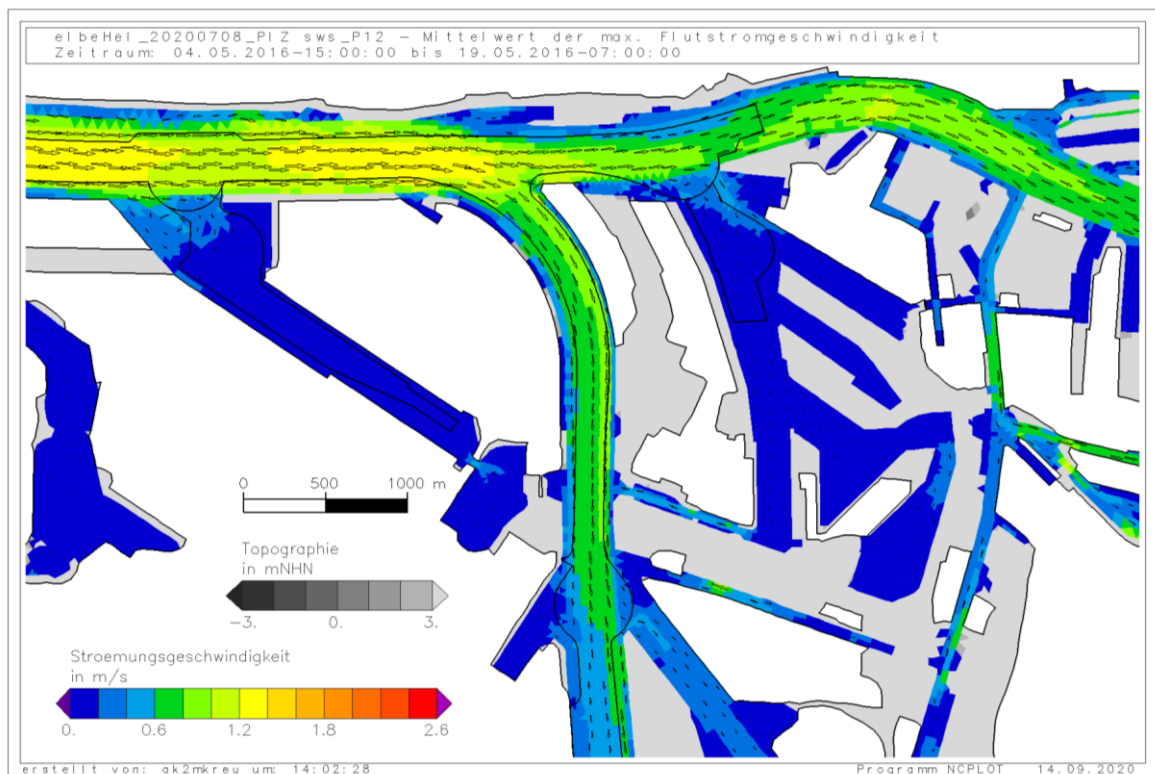 elbeHel_20200708_PIZ sws_P12 – Mittelwert der max. Flutstromgeschwindigkeit
Zeitraum: 04.05.2016-15:00:00 bis 19.05.2016-07:00:00
0 500 1000 m
Topographie
in mNHN
-3. 0. 3.
Stroemungsgeschwindigkeit
in m/s
0. 0.6 1.2 1.8 2.6
erstellt von: ak2mkreu um: 14:02:28 Programm NCPLOT 14.09.2020